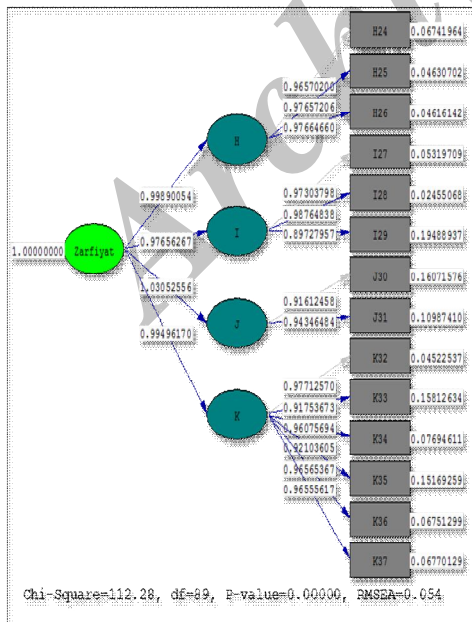 H24 0.06741964
H25 0.04630702
0.96570200
0.97657206
H26 0.04616142
0.97664660
H
I27 0.05319709
0.97303798
I28 0.02455068
0.99890054
0.98764838
0.97656267
I
0.89727957
I29 0.19488937
1.00000000 Zarfiyat
J30 0.16071576
1.03052556
0.91612458
J31 0.10987410
J
0.94346484
0.99496170
K32 0.04522537
0.97712570
K33 0.15812634
0.91753673
K
0.96075694
K34 0.07694611
0.92103605
K35 0.15169259
0.96565367
0.96555617
K36 0.06751299
K37 0.06770129
Chi-Square=112.28, df=89, P-value=0.00000, RMSEA=0.054